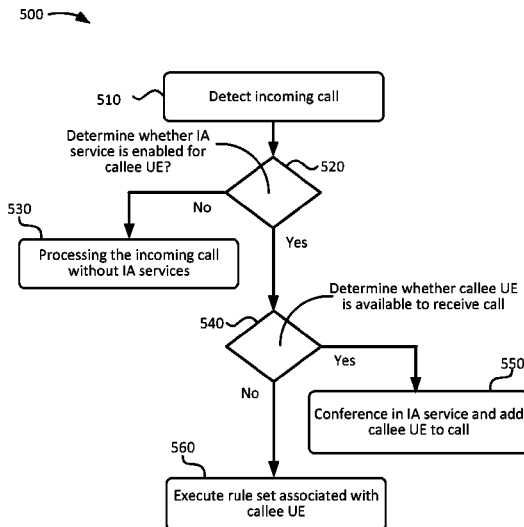 500
510
Detect incoming call
Determine whether IA
service is enabled for
callee UE?
520
No
530
Yes
Processing the incoming call
without IA services
Determine whether callee UE
is available to receive call
540
Yes
550
No
Conference in IA service and add
callee UE to call
560
Execute rule set associated with
callee UE